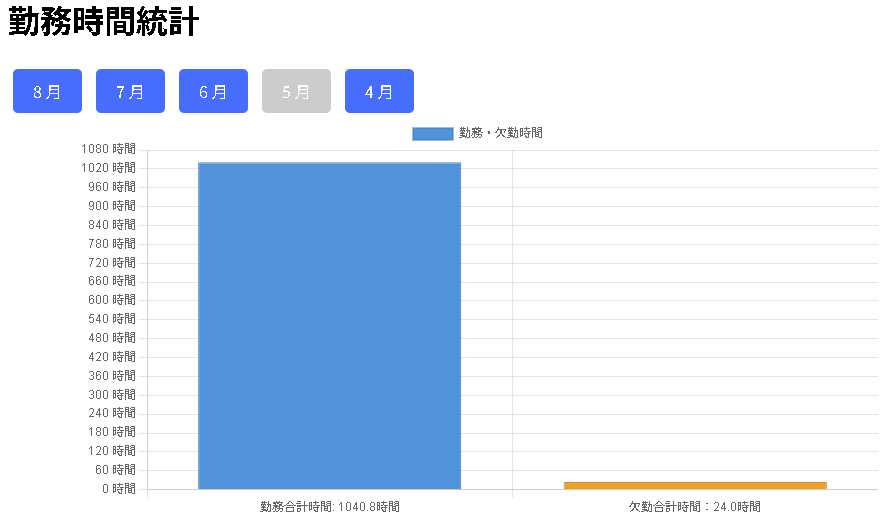 勤務時間統計
8 月
7 月
6 月
5 月
4 月
勤務・欠勤時間
1080 時間
1020 時間
960 時間
900 時間
840 時間
780 時間
720 時間
660 時間
600 時間
540 時間
480 時間
420 時間
360 時間
300 時間
240 時間
180 時間
120 時間
60 時間
0 時間
勤務合計時間: 1040.8時間
欠勤合計時間：24.0時間